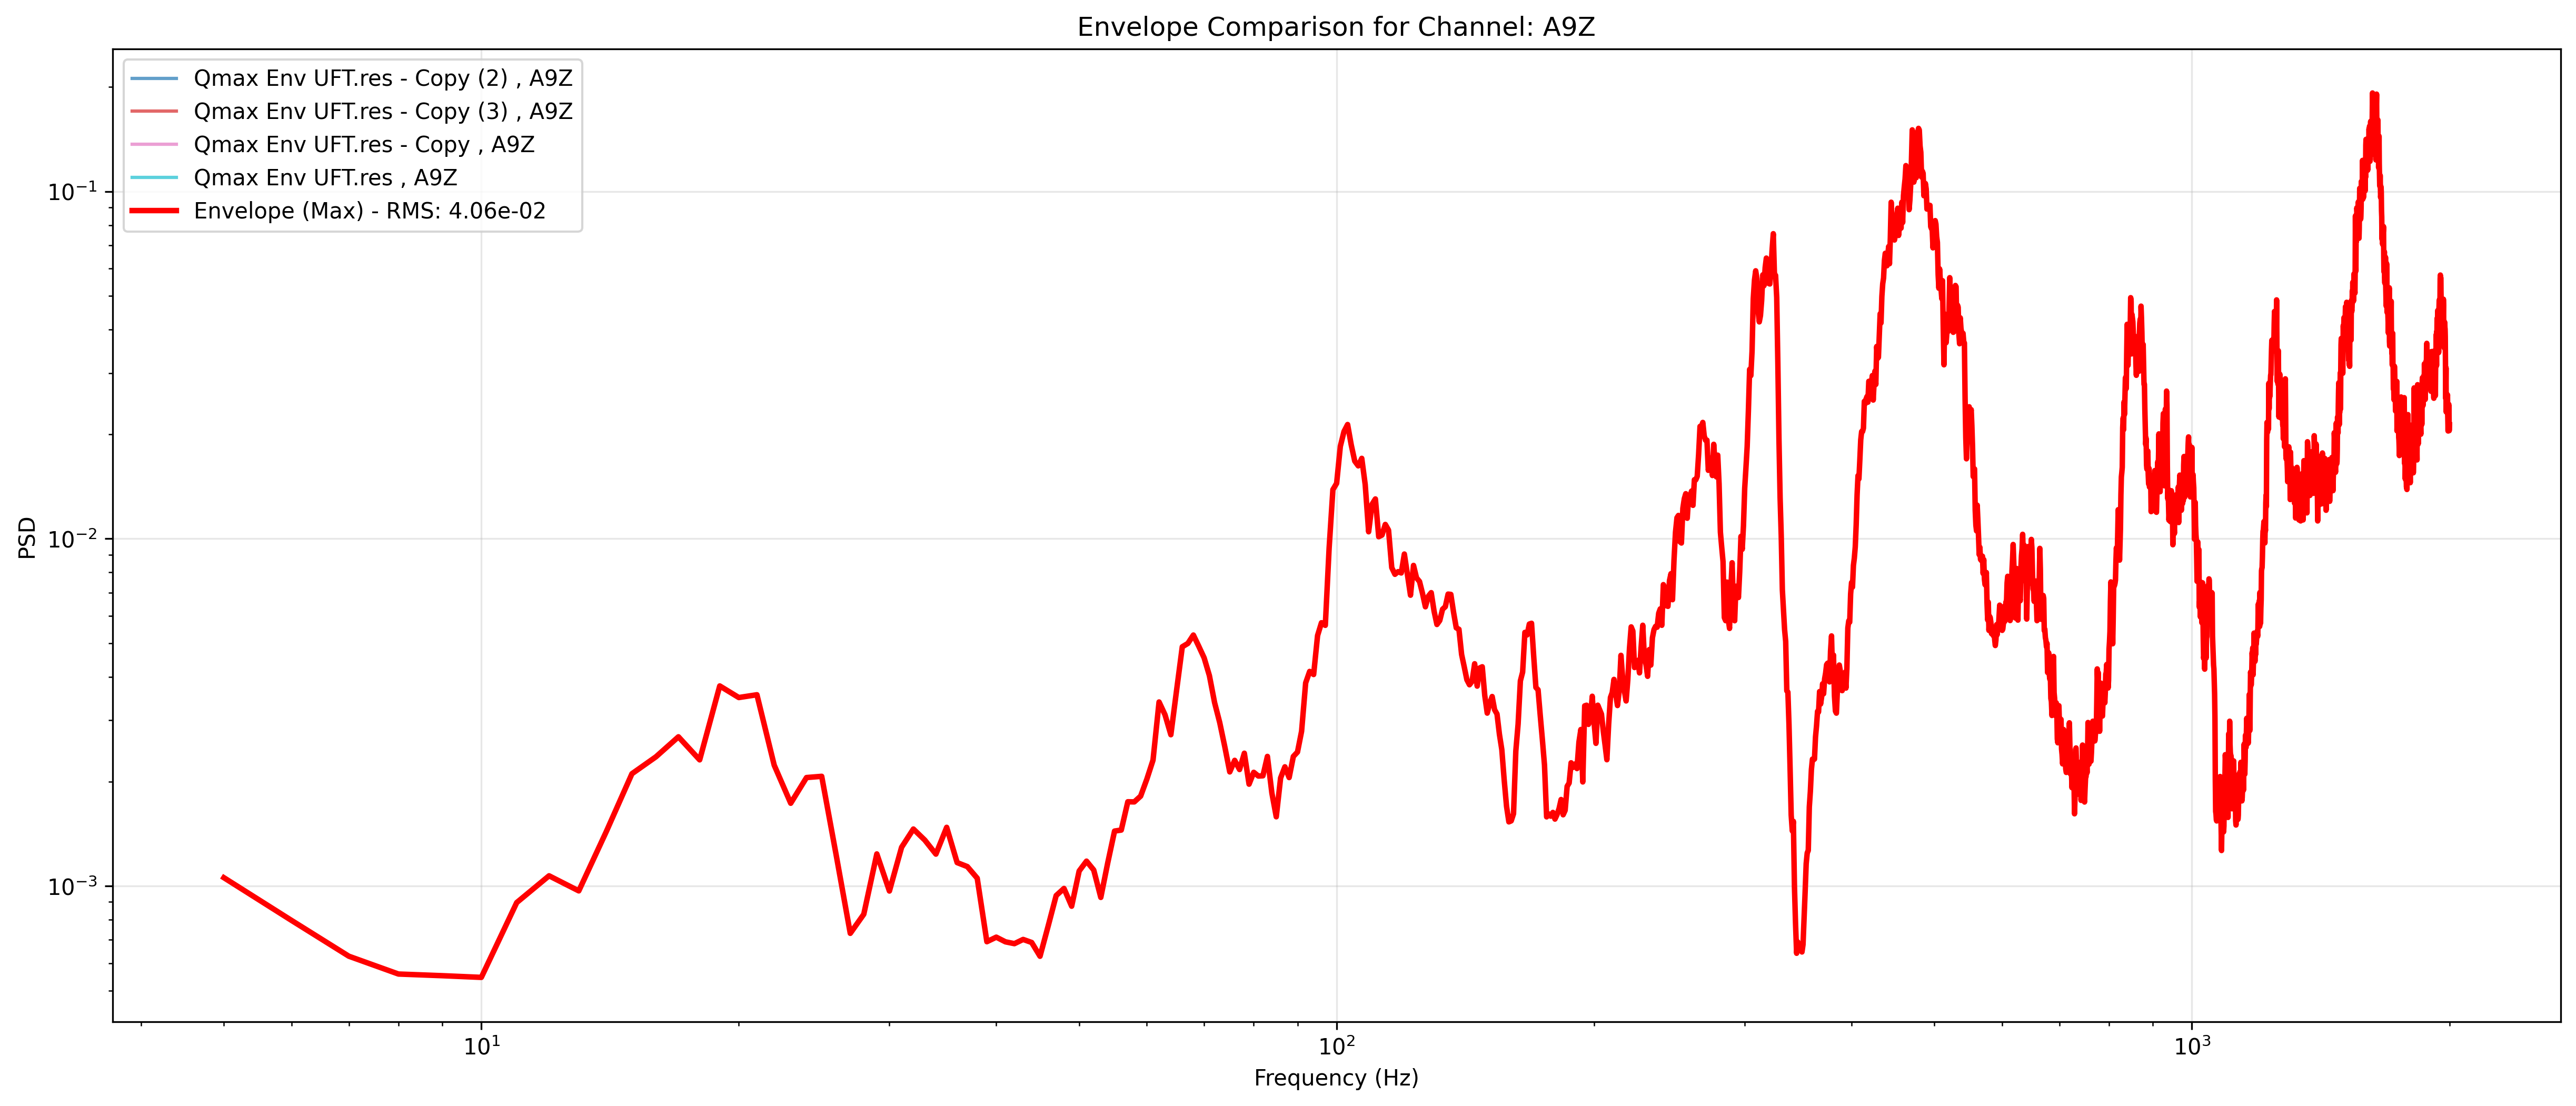 Envelope Comparison for Channel: A9Z
Qmax Env UFT.res - Copy (2) , A9Z
Qmax Env UFT.res - Copy (3) , A9Z
Qmax Env UFT.res - Copy , A9Z
Qmax Env UFT.res , A9Z
Envelope (Max) - RMS: 4.06e-02
PSD
10⁻¹
10⁻²
10⁻³
10¹ 10² 10³
Frequency (Hz)